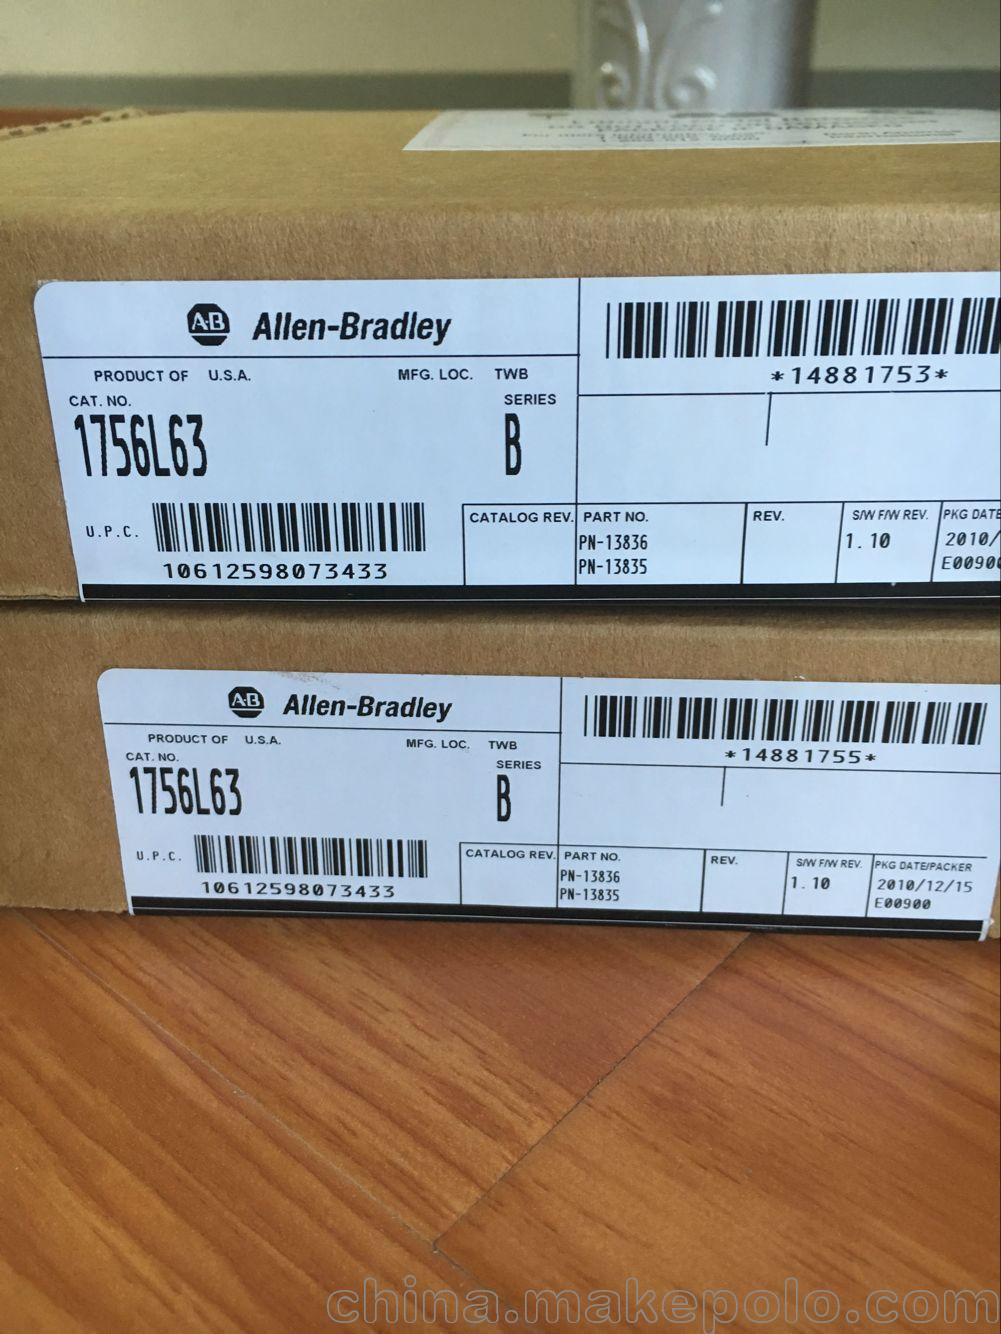 A-B Allen-Bradley
*14881753*
PRODUCT OF U.S.A. MFG. LOC. TWB
CAT. NO. SERIES
1756L63 B
U.P.C.
10612598073433
CATALOG REV. PART NO. REV. S/W F/W REV. PKG DATE
PN-13836 1.10 2010/
PN-13835 E00900
A-B Allen-Bradley
*14881755*
PRODUCT OF U.S.A. MFG. LOC. TWB
CAT. NO. SERIES
1756L63 B
U.P.C.
10612598073433
CATALOG REV. PART NO. REV. S/W F/W REV. PKG DATE/PACKER
PN-13836 1.10 2010/12/15
PN-13835 E00900
china.makepolo.com